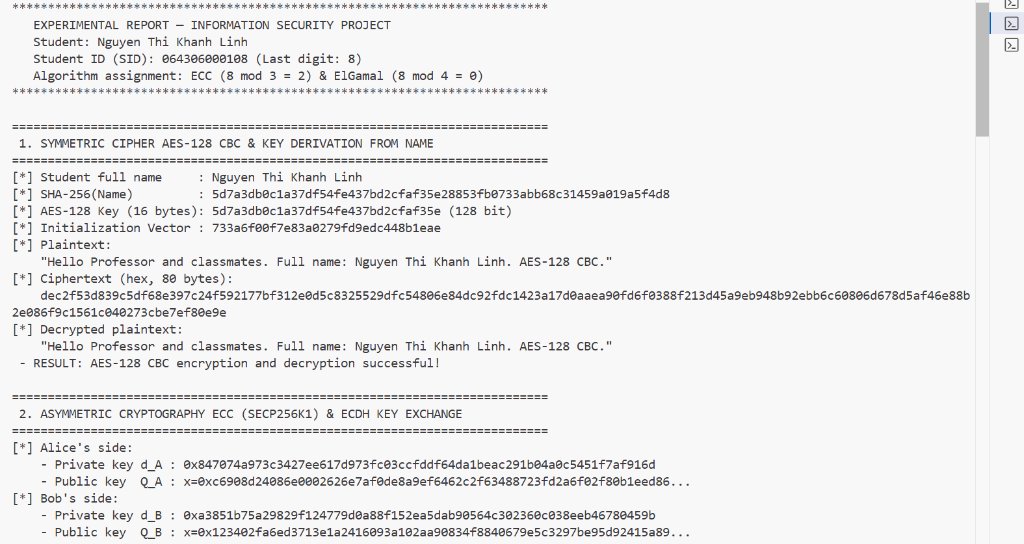 ***************************************************************************
EXPERIMENTAL REPORT — INFORMATION SECURITY PROJECT
Student: Nguyen Thi Khanh Linh
Student ID (SID): 064306000108 (Last digit: 8)
Algorithm assignment: ECC (8 mod 3 = 2) & ElGamal (8 mod 4 = 0)
***************************************************************************
===========================================================================
1. SYMMETRIC CIPHER AES-128 CBC & KEY DERIVATION FROM NAME
===========================================================================
[*] Student full name     : Nguyen Thi Khanh Linh
[*] SHA-256(Name)         : 5d7a3db0c1a37df54fe437bd2cfaf35e28853fb0733abb68c31459a019a5f4d8
[*] AES-128 Key (16 bytes): 5d7a3db0c1a37df54fe437bd2cfaf35e (128 bit)
[*] Initialization Vector : 733a6f00f7e83a0279fd9edc448b1eae
[*] Plaintext:
"Hello Professor and classmates. Full name: Nguyen Thi Khanh Linh. AES-128 CBC."
[*] Ciphertext (hex, 80 bytes):
dec2f53d839c5df68e397c24f592177bf312e0d5c8325529dfc54806e84dc92fdc1423a17d0aaea90fd6f0388f213d45a9eb948b92ebb6c60806d678d5af46e88b
2e086f9c1561c040273cbe7ef80e9e
[*] Decrypted plaintext:
"Hello Professor and classmates. Full name: Nguyen Thi Khanh Linh. AES-128 CBC."
- RESULT: AES-128 CBC encryption and decryption successful!
===========================================================================
2. ASYMMETRIC CRYPTOGRAPHY ECC (SECP256K1) & ECDH KEY EXCHANGE
===========================================================================
[*] Alice's side:
- Private key d_A : 0x847074a973c3427ee617d973fc03ccfddf64da1beac291b04a0c5451f7af916d
- Public key  Q_A : x=0xc6908d24086e0002626e7af0de8a9ef6462c2f63488723fd2a6f02f80b1eed86...
[*] Bob's side:
- Private key d_B : 0xa3851b75a29829f124779d0a88f152ea5dab90564c302360c038eeb46780459b
- Public key  Q_B : x=0x123402fa6ed3713e1a2416093a102aa90834f8840679e5c3297be95d92415a89...